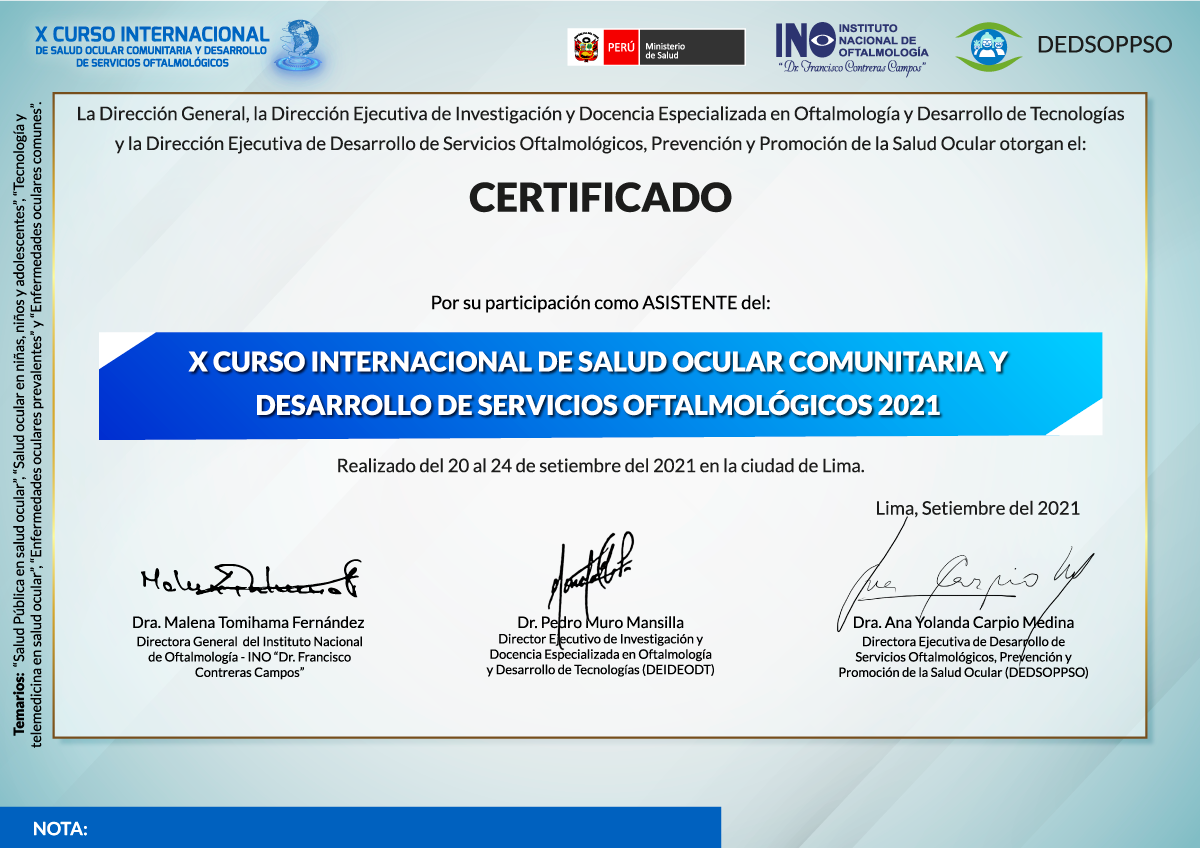 X CURSO INTERNACIONAL
DE SALUD OCULAR COMUNITARIA Y DESARROLLO
DE SERVICIOS OFTALMOLÓGICOS
PERÚ
Ministerio
de Salud
INO
INSTITUTO
NACIONAL DE
OFTALMOLOGÍA
“Dr. Francisco Contreras Campos”
DEDSOPPSO
La Dirección General, la Dirección Ejecutiva de Investigación y Docencia Especializada en Oftalmología y Desarrollo de Tecnologías
y la Dirección Ejecutiva de Desarrollo de Servicios Oftalmológicos, Prevención y Promoción de la Salud Ocular otorgan el:
CERTIFICADO
Por su participación como ASISTENTE del:
X CURSO INTERNACIONAL DE SALUD OCULAR COMUNITARIA Y
DESARROLLO DE SERVICIOS OFTALMOLÓGICOS 2021
Realizado del 20 al 24 de setiembre del 2021 en la ciudad de Lima.
Lima, Setiembre del 2021
Dra. Malena Tomihama Fernández
Directora General del Instituto Nacional
de Oftalmología - INO “Dr. Francisco
Contreras Campos”
Dr. Pedro Muro Mansilla
Director Ejecutivo de Investigación y
Docencia Especializada en Oftalmología
y Desarrollo de Tecnologías (DEIDEODT)
Dra. Ana Yolanda Carpio Medina
Directora Ejecutiva de Desarrollo de
Servicios Oftalmológicos, Prevención y
Promoción de la Salud Ocular (DEDSOPPSO)
Temarios: “Salud Pública en salud ocular”, “Salud ocular en niñas, niños y adolescentes”, “Tecnología y
telemedicina en salud ocular”, “Enfermedades oculares prevalentes” y “Enfermedades oculares comunes”.
NOTA: